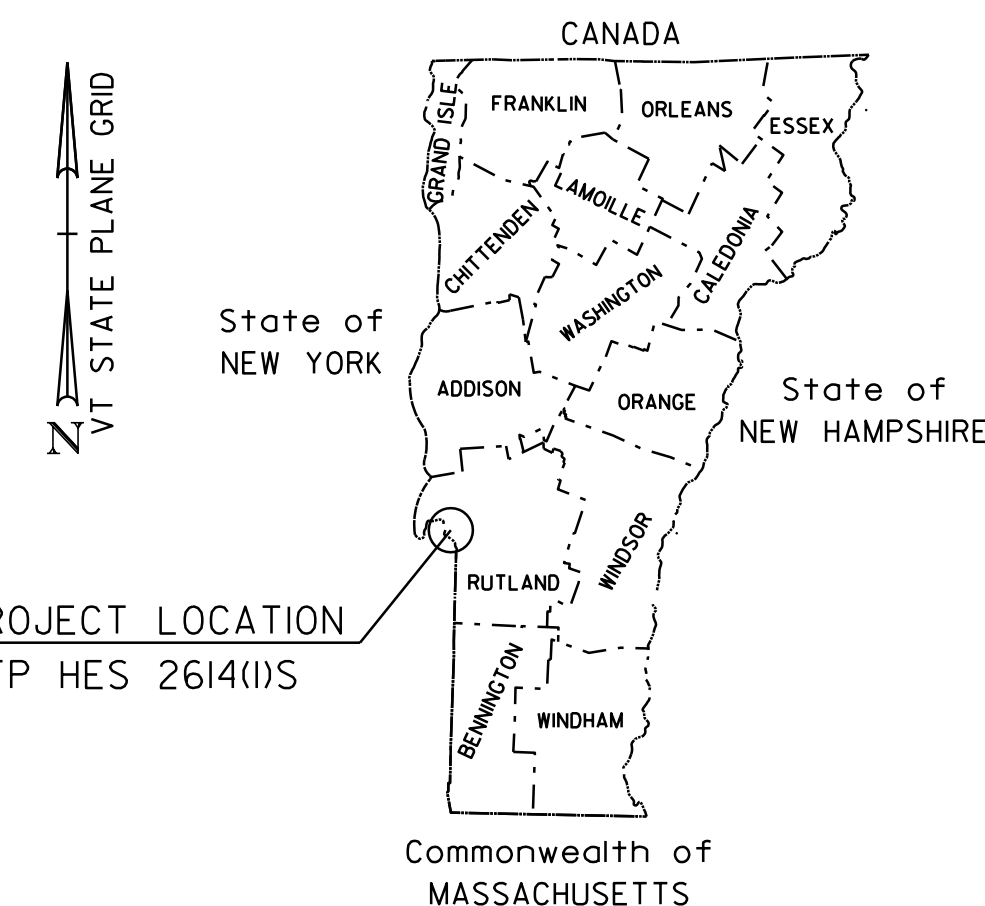 CANADA
VT STATE PLANE GRID
N
GRAND ISLE
FRANKLIN
ORLEANS
ESSEX
LAMOILLE
CHITTENDEN
CALEDONIA
WASHINGTON
State of
NEW YORK
ADDISON
ORANGE
State of
NEW HAMPSHIRE
WINDSOR
RUTLAND
ROJECT LOCATION
TP HES 2614(1)S
BENNINGTON
WINDHAM
Commonwealth of
MASSACHUSETTS